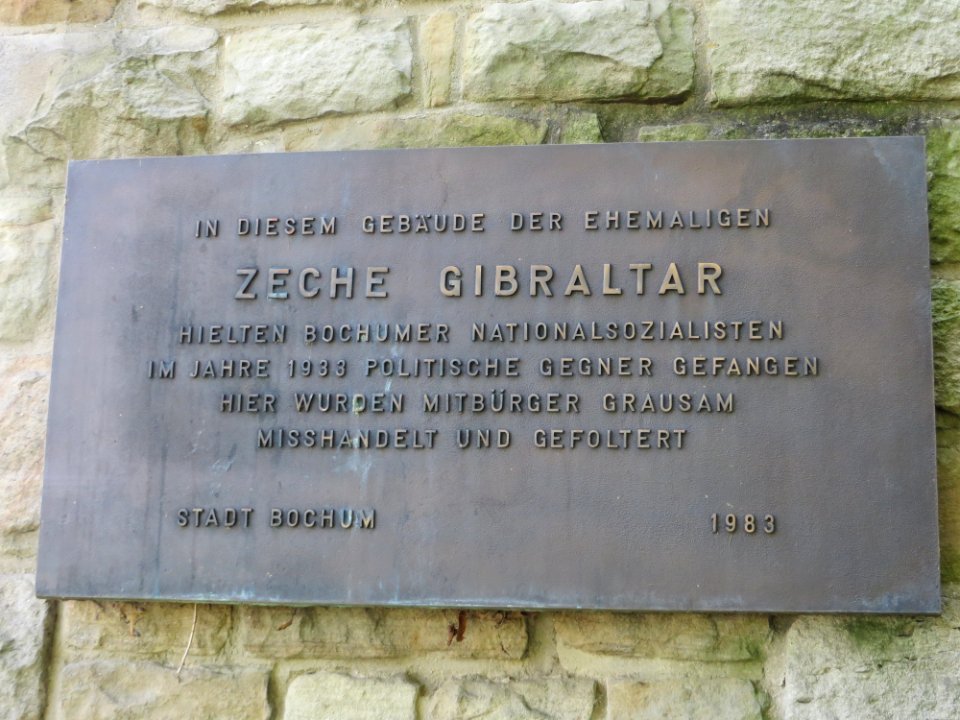 IN DIESEM GEBÄUDE DER EHEMALIGEN
ZECHE GIBRALTAR
HIELTEN BOCHUMER NATIONALSOZIALISTEN
IM JAHRE 1933 POLITISCHE GEGNER GEFANGEN
HIER WURDEN MITBÜRGER GRAUSAM
MISSHANDELT UND GEFOLTERT
STADT BOCHUM 1983